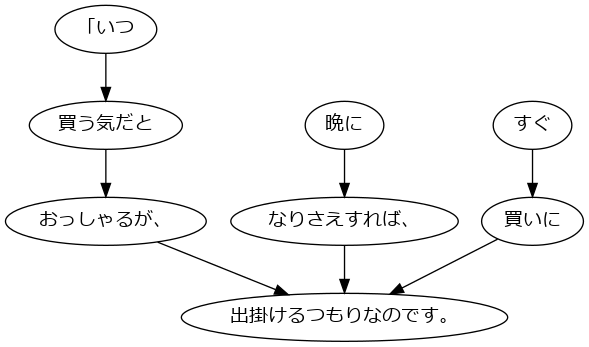 「いつ
買う気だと
晩に
すぐ
おっしゃるが、
なりさえすれば、
買いに
出掛けるつもりなのです。